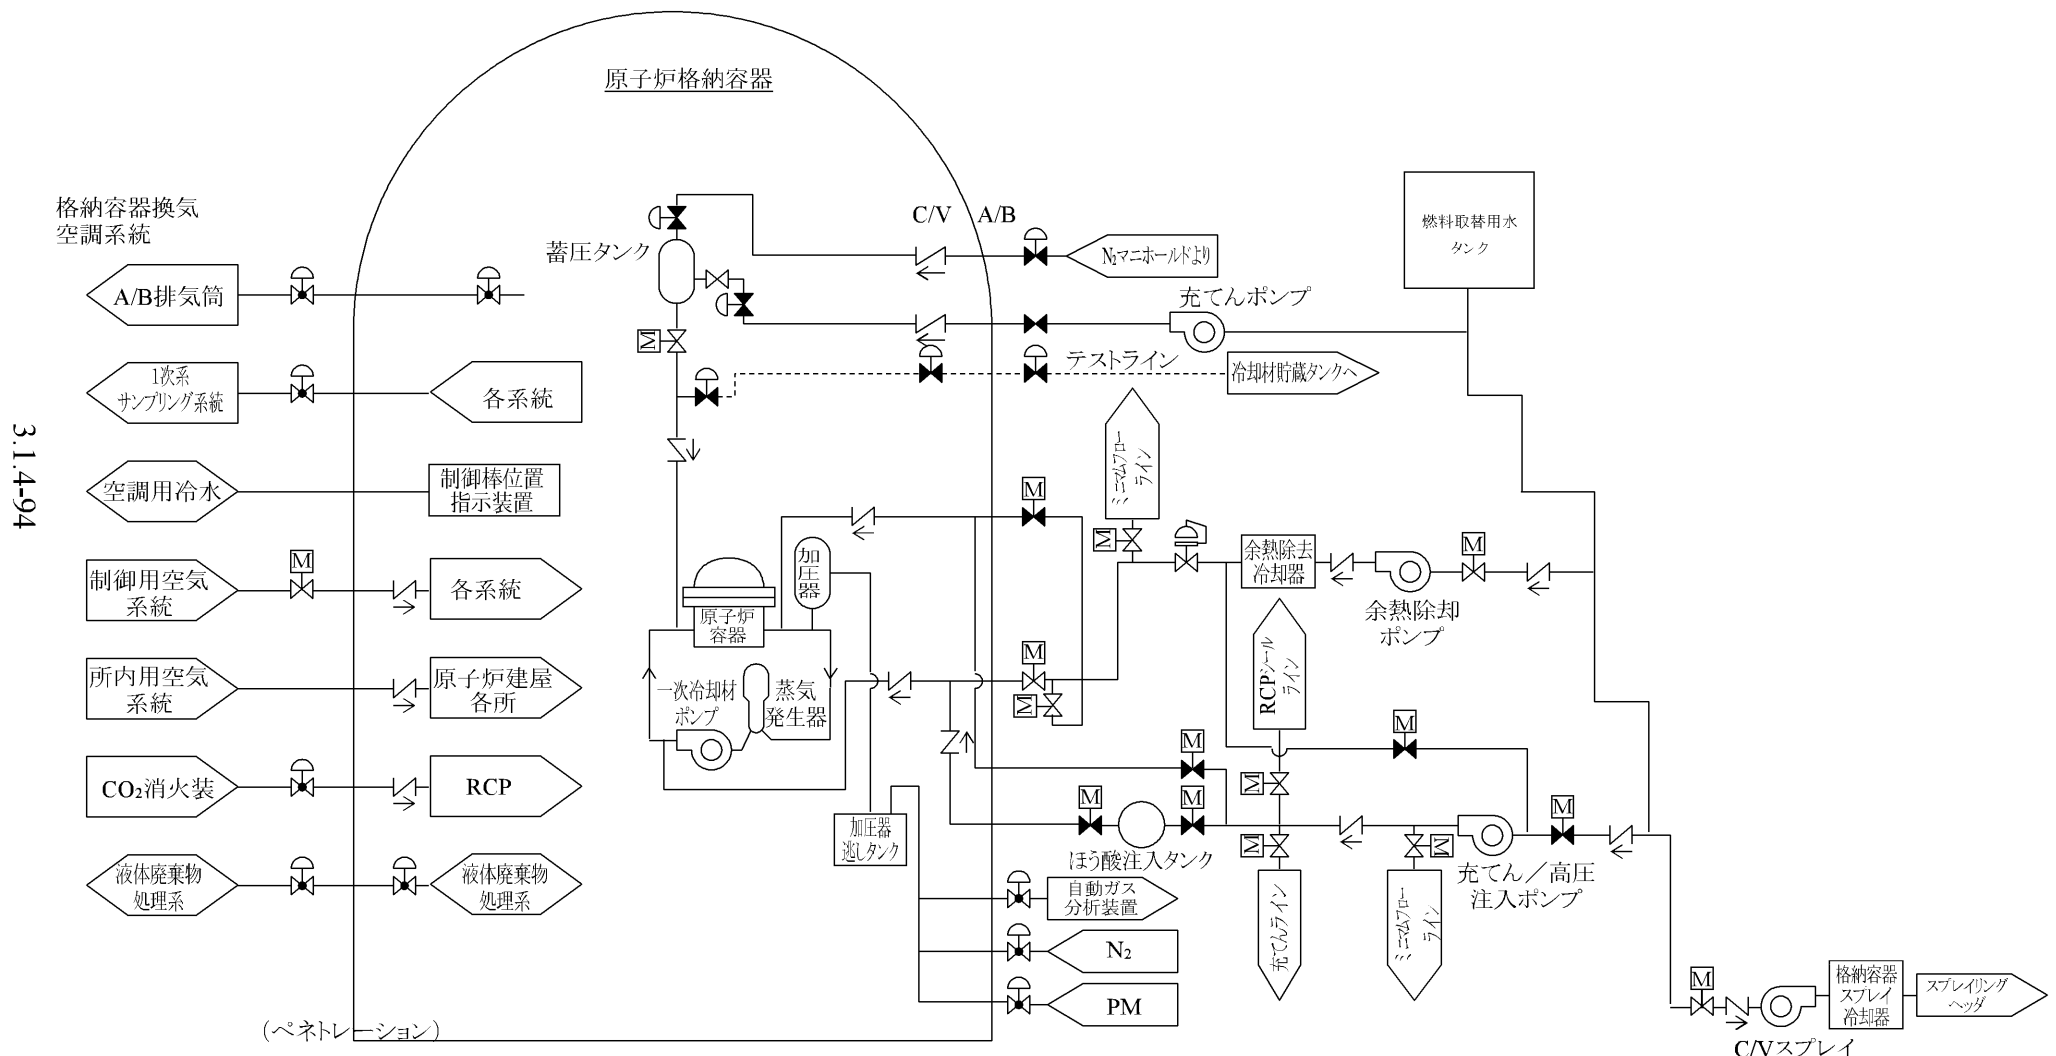 原子炉格納容器
格納容器換気
空調系統
A/B排気筒
1次系
サンプリング系統
各系統
空調用冷水
制御棒位置
指示装置
制御用空気
系統
M
各系統
所内用空気
系統
原子炉建屋
各所
CO₂消火装
RCP
液体廃棄物
処理系
液体廃棄物
処理系
(ペネトレーション)
3.1.4-94
蓄圧タンク
M
C/V
A/B
N₂マニホールドより
充てんポンプ
テストライン
冷却材貯蔵タンクへ
燃料取替用水
タンク
ミニマムフロー
ライン
M
M
余熱除去
冷却器
M
余熱除却
ポンプ
加
圧
器
原子炉
容器
一次冷却材
ポンプ
蒸気
発生器
M
M
RCPシール
ライン
M
M
M
M
M
ほう酸注入タンク
M
充てんライン
M
ミニマムフロー
ライン
M
充てん／高圧
注入ポンプ
加圧器
逃しタンク
自動ガス
分析装置
N₂
PM
M
格納容器
スプレイ
冷却器
スプレイリング
ヘッダ
C/Vスプレイ